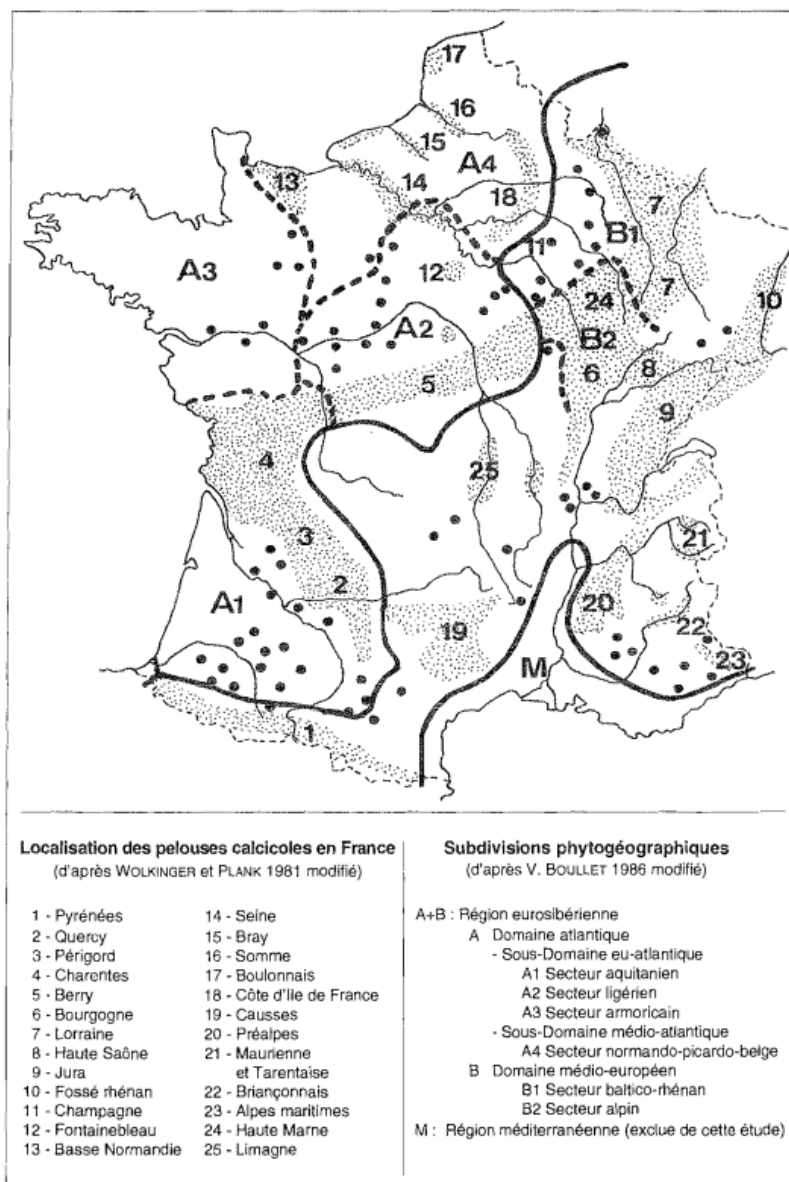 17
16
15
A4
13
14
18
7
B1
11
A3
12
7
10
24
A2
B2
8
5
6
9
4
25
3
21
2
A1
20
19
22
23
M
1
Localisation des pelouses calcicoles en France
(d'après WOLKINGER et PLANK 1981 modifié)
1 - Pyrénées
2 - Quercy
3 - Périgord
4 - Charentes
5 - Berry
6 - Bourgogne
7 - Lorraine
8 - Haute Saône
9 - Jura
10 - Fossé rhénan
11 - Champagne
12 - Fontainebleau
13 - Basse Normandie
14 - Seine
15 - Bray
16 - Somme
17 - Boulonnais
18 - Côte d'Ile de France
19 - Causses
20 - Préalpes
21 - Maurienne
et Tarentaise
22 - Briançonnais
23 - Alpes maritimes
24 - Haute Marne
25 - Limagne
Subdivisions phytogéographiques
(d'après V. BOULLET 1986 modifié)
A+B : Région eurosibérienne
A Domaine atlantique
- Sous-Domaine eu-atlantique
A1 Secteur aquitanien
A2 Secteur ligérien
A3 Secteur armoricain
- Sous-Domaine médio-atlantique
A4 Secteur normando-picardo-belge
B Domaine médio-européen
B1 Secteur baltico-rhénan
B2 Secteur alpin
M : Région méditerranéenne (exclue de cette étude)